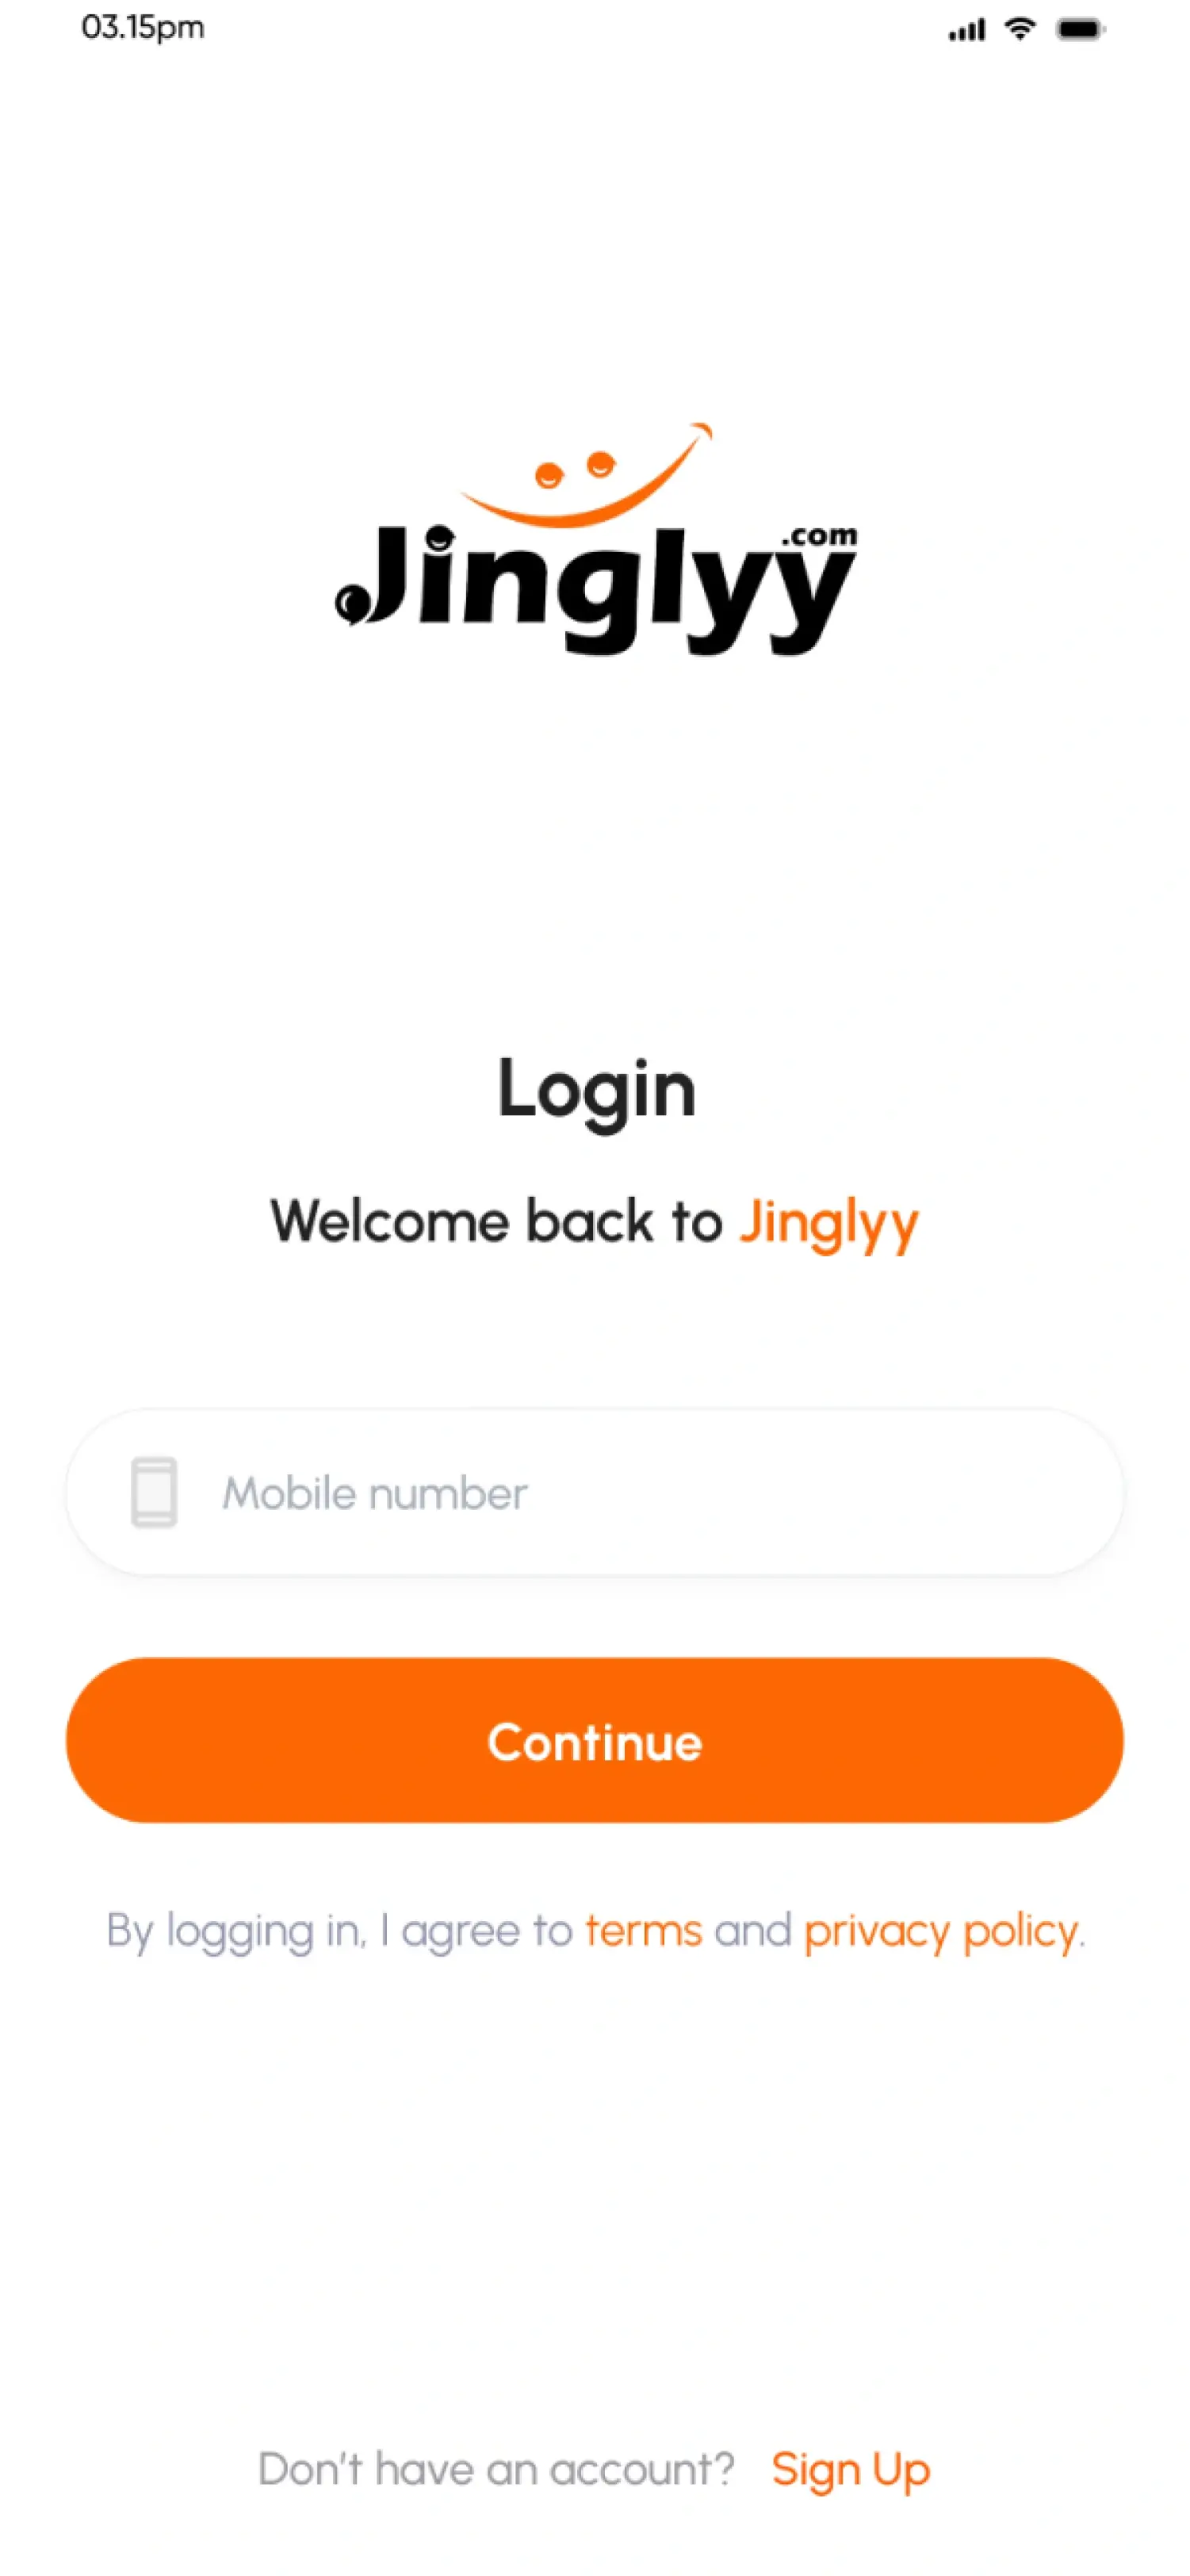 03.15pm
.com
Jinglyy
Login
Welcome back to Jinglyy
Mobile number
Continue
By logging in, I agree to terms and privacy policy.
Don't have an account? Sign Up